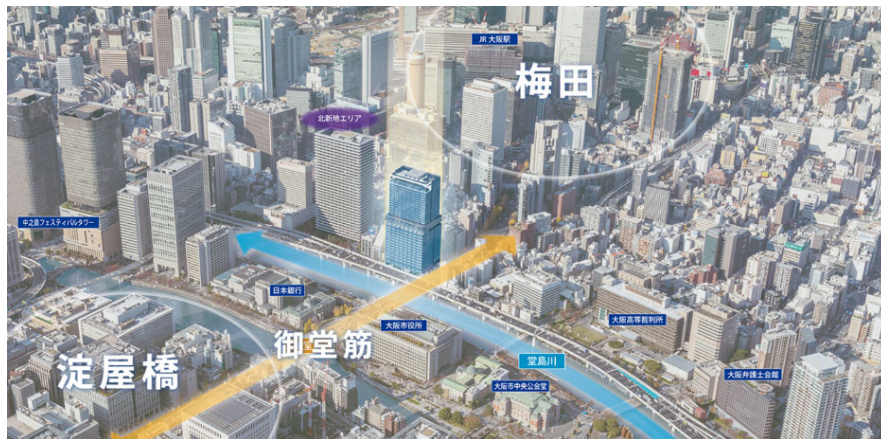 JR 大阪駅
梅田
北新地エリア
中之島フェスティバルタワー
日本銀行
大阪市役所
大阪高等裁判所
御堂筋
淀屋橋
堂島川
大阪市中央公会堂
大阪弁護士会館